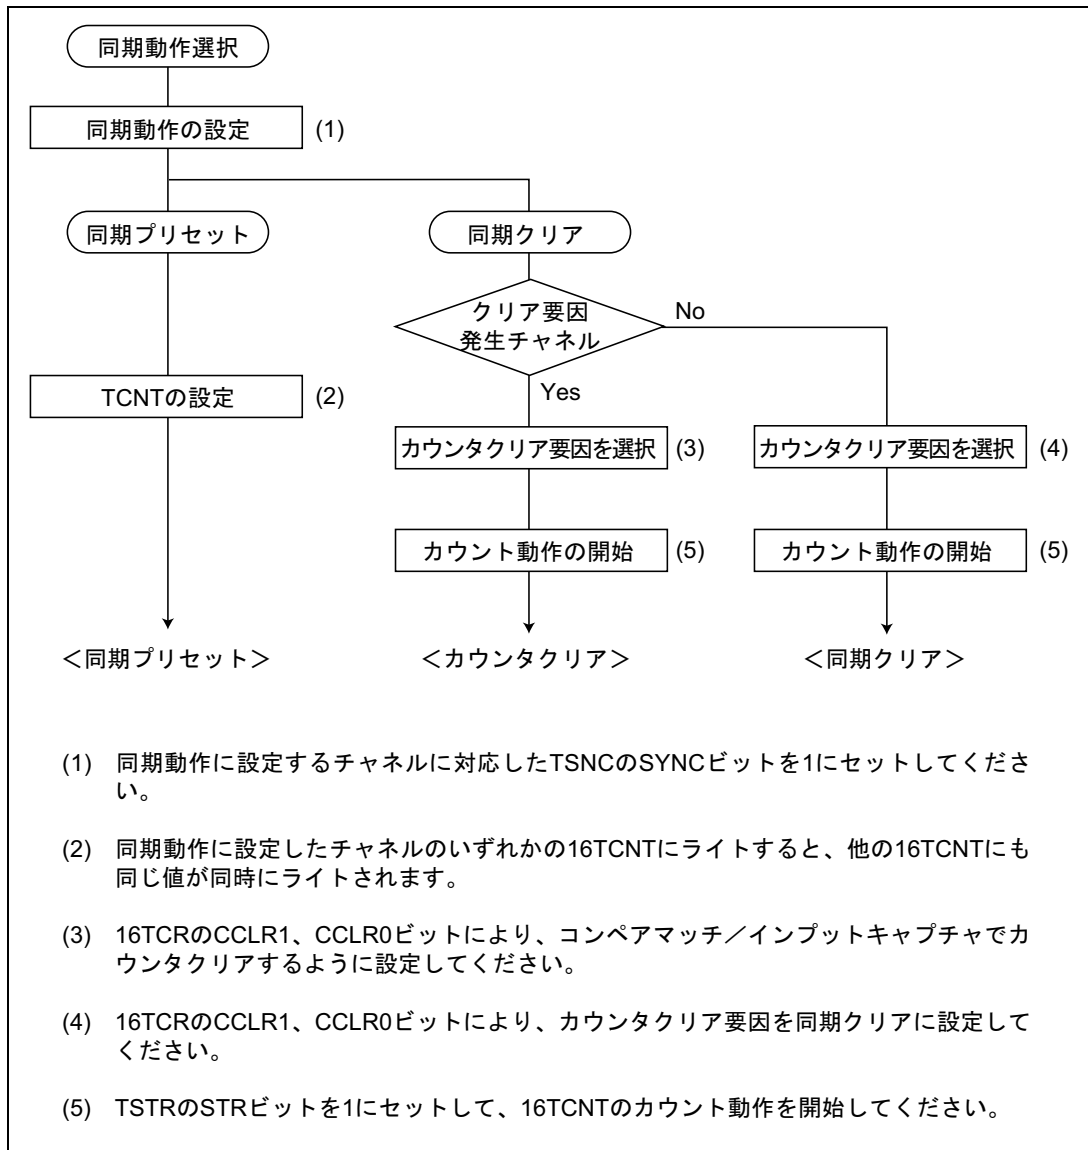 同期動作選択
同期動作の設定 (1)
同期プリセット 同期クリア
クリア要因
発生チャネル
No
Yes
TCNTの設定 (2)
カウンタクリア要因を選択 (3) カウンタクリア要因を選択 (4)
カウント動作の開始 (5) カウント動作の開始 (5)
＜同期プリセット＞ ＜カウンタクリア＞ ＜同期クリア＞
(1) 同期動作に設定するチャネルに対応したTSNCのSYNCビットを1にセットしてくださ
い。
(2) 同期動作に設定したチャネルのいずれかの16TCNTにライトすると、他の16TCNTにも
同じ値が同時にライトされます。
(3) 16TCRのCCLR1、CCLR0ビットにより、コンペアマッチ／インプットキャプチャでカ
ウンタクリアするように設定してください。
(4) 16TCRのCCLR1、CCLR0ビットにより、カウンタクリア要因を同期クリアに設定して
ください。
(5) TSTRのSTRビットを1にセットして、16TCNTのカウント動作を開始してください。